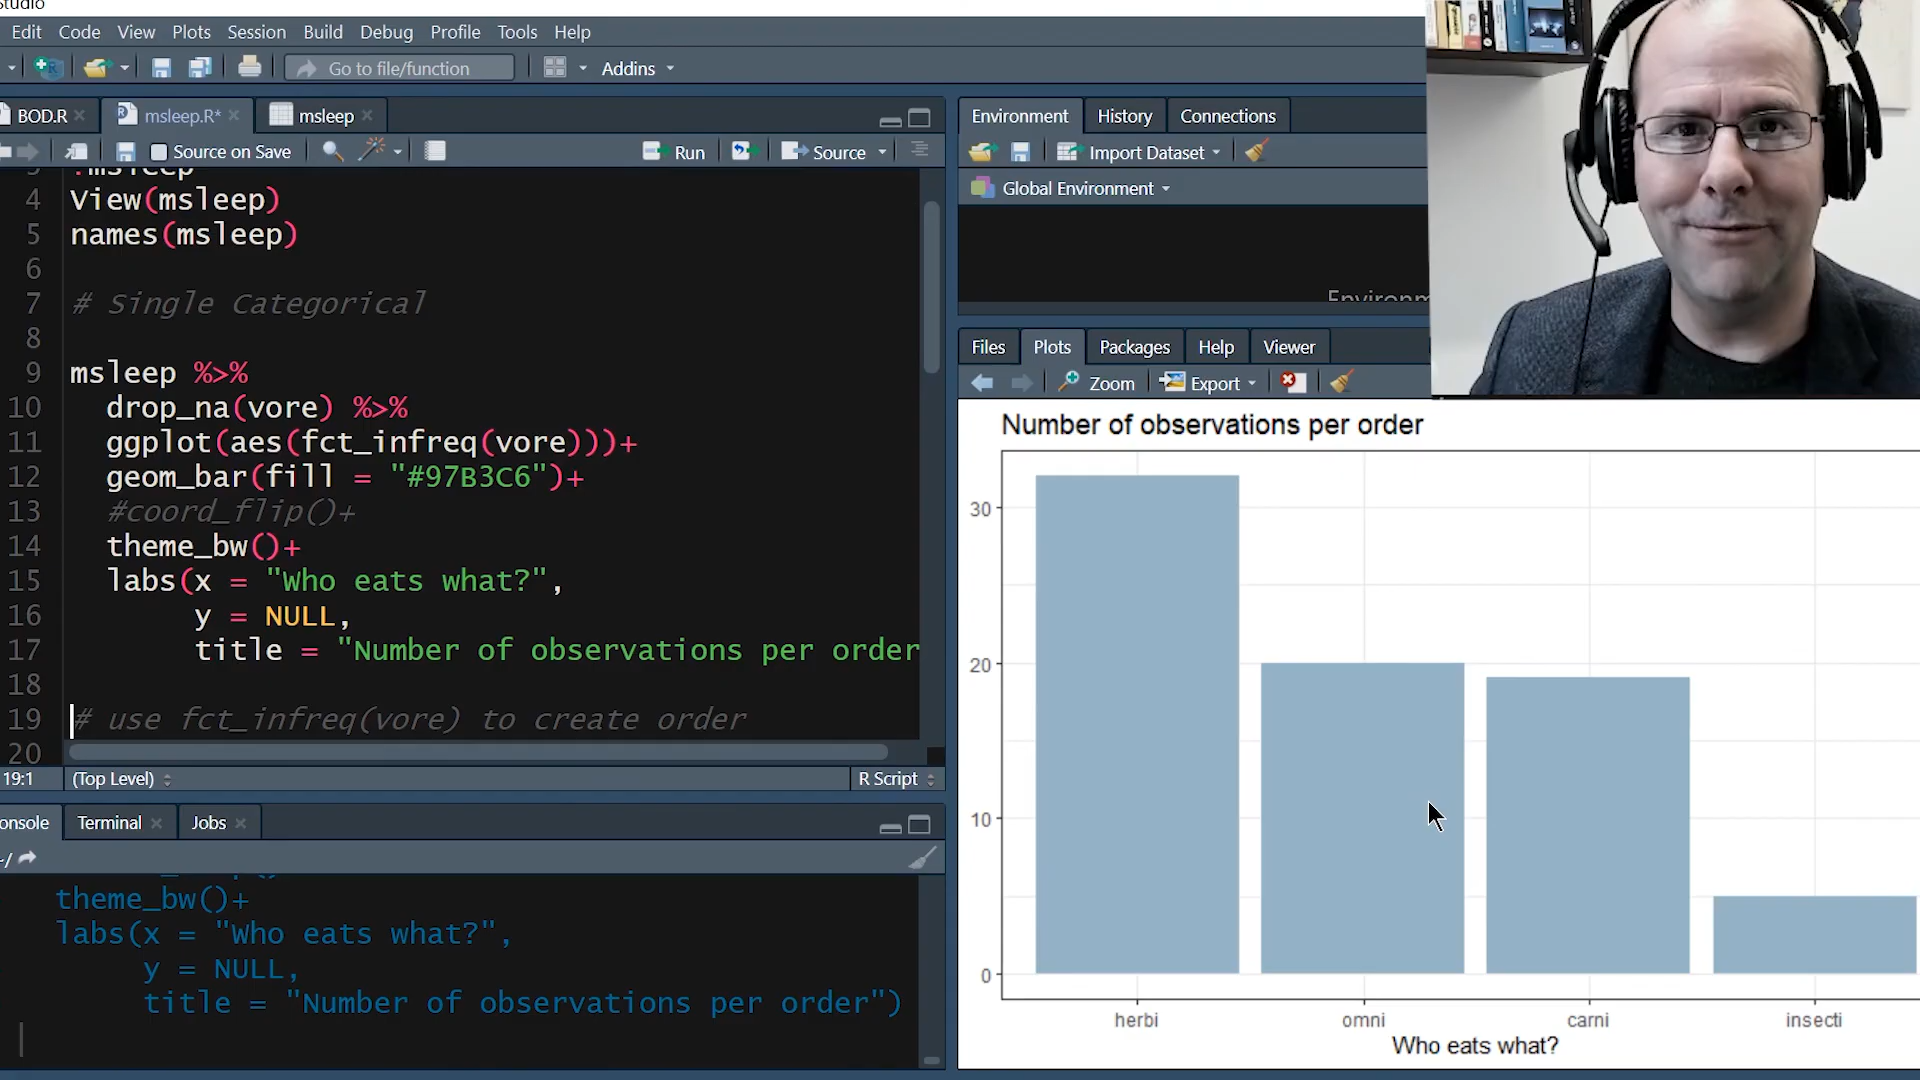 Studio
Edit Code View Plots Session Build Debug Profile Tools Help
Go to file/function
Addins
BOD.R
msleep.R*
msleep
Source on Save
Run
Source
4 View(msleep)
5 names(msleep)
6
7 # Single Categorical
8
9 msleep %>%
10 drop_na(vore) %>%
11 ggplot(aes(fct_infreq(vore)))+
12 geom_bar(fill = "#97B3C6")+
13 #coord_flip()+
14 theme_bw()+
15 labs(x = "Who eats what?",
16 y = NULL,
17 title = "Number of observations per order
18
19 # use fct_infreq(vore) to create order
20
19:1 (Top Level) R Script
onsole Terminal Jobs
~/
theme_bw()+
labs(x = "Who eats what?",
y = NULL,
title = "Number of observations per order")
Environment History Connections
Import Dataset
Global Environment
Environm
Files Plots Packages Help Viewer
Zoom Export
Number of observations per order
30
20
10
0
herbi omni carni insecti
Who eats what?